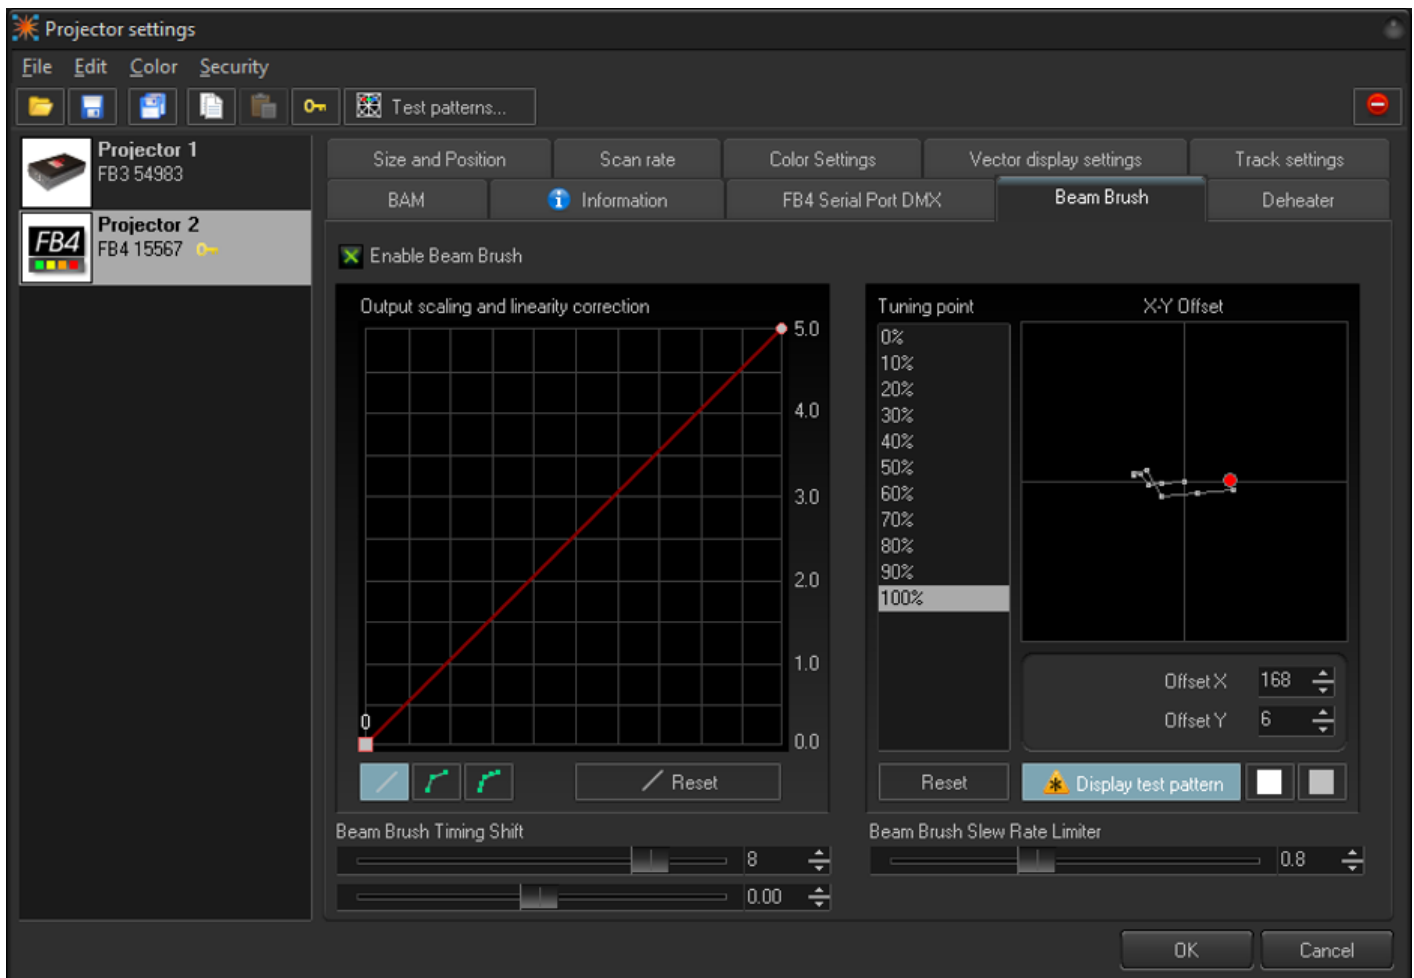 Projector settings
File Edit Color Security
Test patterns...
Projector 1
FB3 54983
FB4
Projector 2
FB4 15567
Size and Position Scan rate Color Settings Vector display settings Track settings
BAM Information FB4 Serial Port DMX Beam Brush Deheater
Enable Beam Brush
Output scaling and linearity correction
5.0
4.0
3.0
2.0
1.0
0
0.0
Reset
Tuning point X-Y Offset
0%
10%
20%
30%
40%
50%
60%
70%
80%
90%
100%
Offset X 168
Offset Y 6
Reset Display test pattern
Beam Brush Timing Shift
8
0.00
Beam Brush Slew Rate Limiter
0.8
OK Cancel